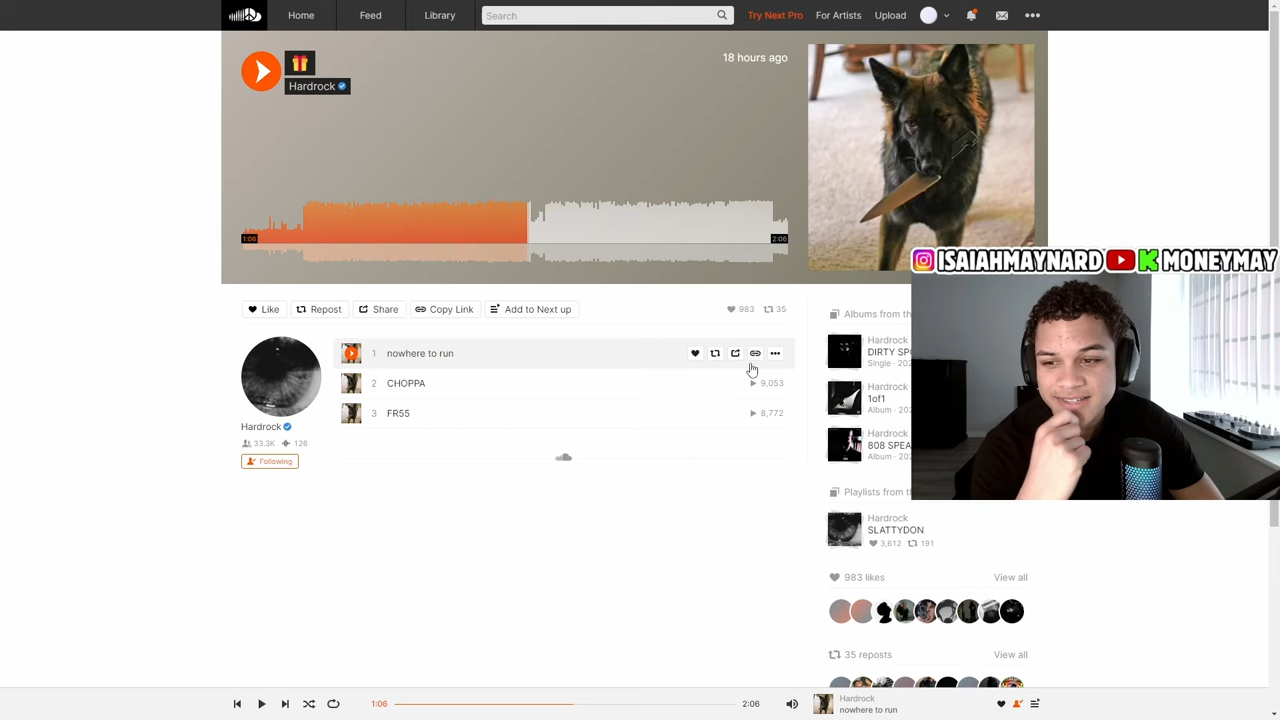 Home
Feed
Library
Search
Try Next Pro
For Artists
Upload
Hardrock
18 hours ago
1:06
2:06
ISAIAHMAYNARD
MONEYMAY
Like
Repost
Share
Copy Link
Add to Next up
983
35
1 nowhere to run
2 CHOPPA
9,053
3 FR55
8,772
Hardrock
33.3K
126
Following
Albums from
Hardrock
DIRTY
Single
Hardrock
1of1
Album
Hardrock
808
Album
Playlists from
Hardrock
SLATTYDON
3,612
191
983 likes
View all
35 reposts
View all
1:06
2:06
Hardrock
nowhere to run